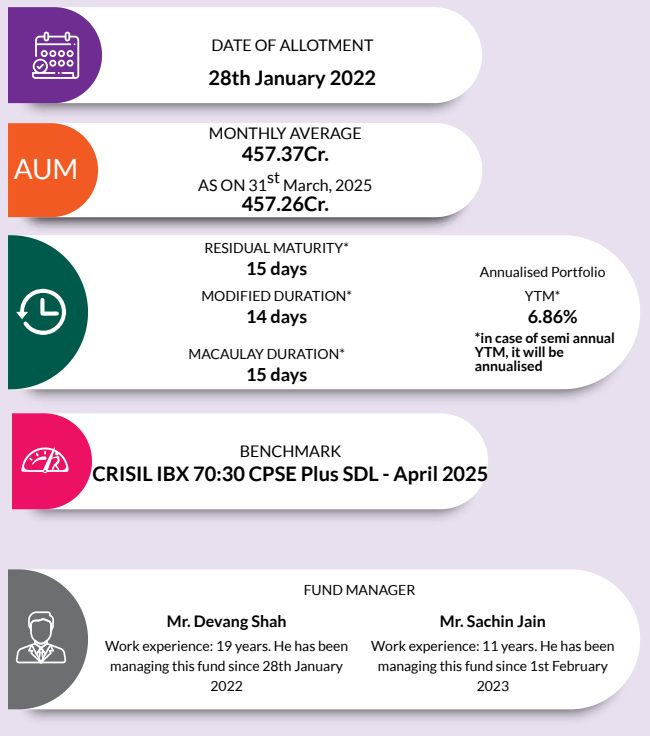 DATE OF ALLOTMENT
28th January 2022
AUM
MONTHLY AVERAGE
457.37Cr.
AS ON 31st March, 2025
457.26Cr.
RESIDUAL MATURITY*
15 days
MODIFIED DURATION*
14 days
MACAULAY DURATION*
15 days
Annualised Portfolio
YTM*
6.86%
*in case of semi annual
YTM, it will be
annualised
BENCHMARK
CRISIL IBX 70:30 CPSE Plus SDL - April 2025
FUND MANAGER
Mr. Devang Shah
Work experience: 19 years. He has been
managing this fund since 28th January
2022
Mr. Sachin Jain
Work experience: 11 years. He has been
managing this fund since 1st February
2023